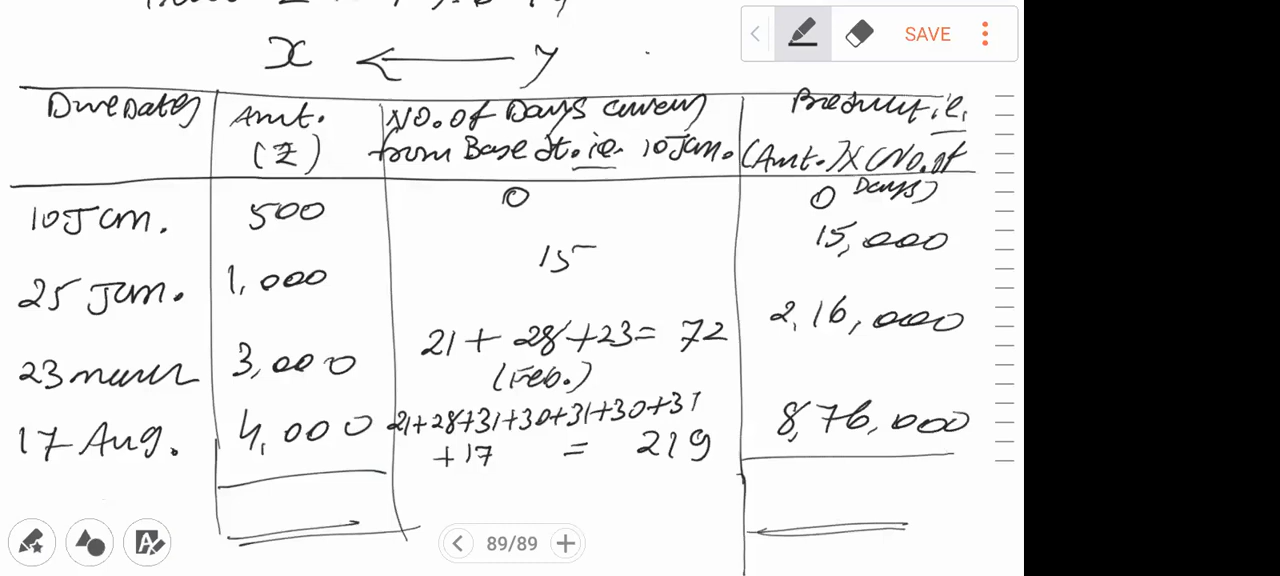 SAVE
x ← y
Due Dates Amt. (₹) No. of Days counting from Base dt. i.e. 10 Jan. Product i.e. (Amt.) X (No. of Days)
10 Jan. 500 0 0
25 Jan. 1,000 15 15,000
23 March 3,000 21 + 28 + 23 = 72 (Feb.) 2,16,000
17 Aug. 4,000 21+28+31+30+31+30+31 +17 = 219 8,76,000
89/89